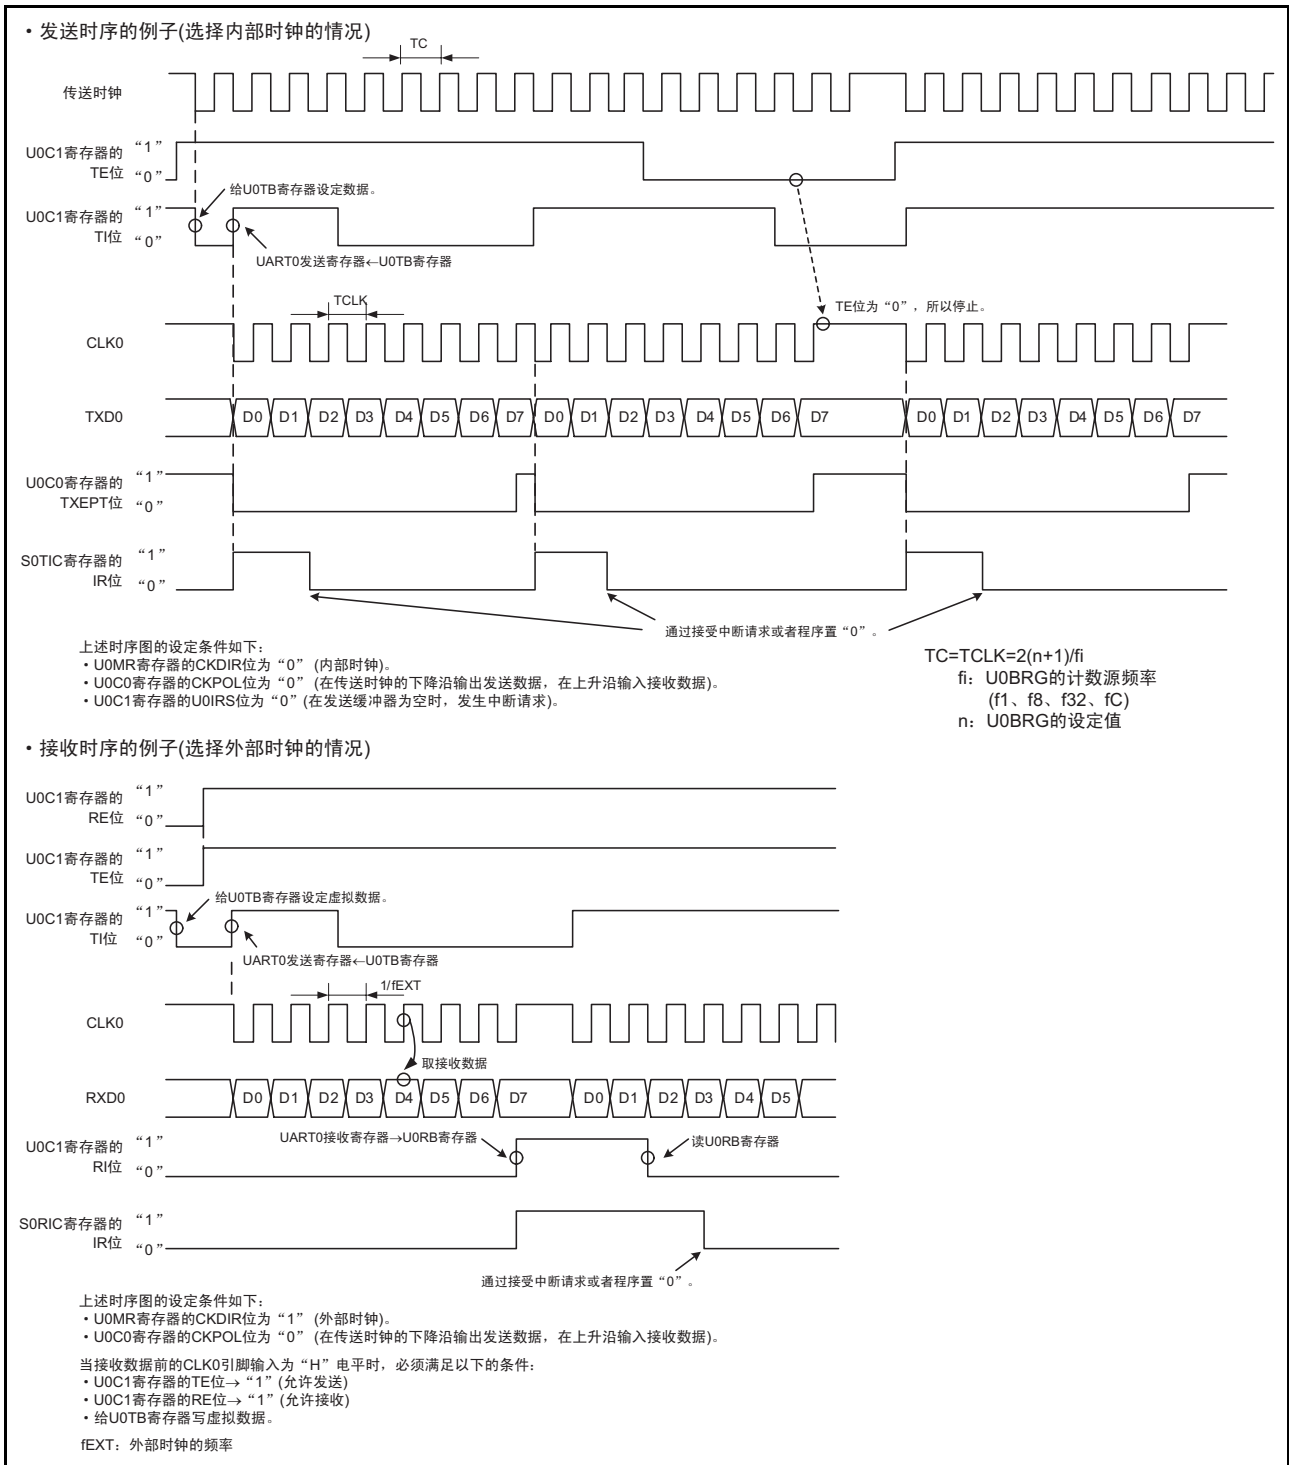 ・发送时序的例子(选择内部时钟的情况)
TC
传送时钟
U0C1寄存器的 “1”
TE位 “0”
给U0TB寄存器设定数据。
U0C1寄存器的 “1”
TI位 “0”
UART0发送寄存器←U0TB寄存器
TCLK
TE位为“0”，所以停止。
CLK0
TXD0 D0 D1 D2 D3 D4 D5 D6 D7 D0 D1 D2 D3 D4 D5 D6 D7 D0 D1 D2 D3 D4 D5 D6 D7
U0C0寄存器的 “1”
TXEPT位 “0”
S0TIC寄存器的 “1”
IR位 “0”
通过接受中断请求或者程序置“0”。
上述时序图的设定条件如下：
・U0MR寄存器的CKDIR位为“0” (内部时钟)。
・U0C0寄存器的CKPOL位为“0” (在传送时钟的下降沿输出发送数据，在上升沿输入接收数据)。
・U0C1寄存器的U0IRS位为“0”(在发送缓冲器为空时，发生中断请求)。
TC=TCLK=2(n+1)/fi
fi：U0BRG的计数源频率
(f1、f8、f32、fC)
n：U0BRG的设定值
・接收时序的例子(选择外部时钟的情况)
U0C1寄存器的 “1”
RE位 “0”
U0C1寄存器的 “1”
TE位 “0”
给U0TB寄存器设定虚拟数据。
U0C1寄存器的 “1”
TI位 “0”
UART0发送寄存器←U0TB寄存器
1/fEXT
CLK0
取接收数据
RXD0 D0 D1 D2 D3 D4 D5 D6 D7 D0 D1 D2 D3 D4 D5
UART0接收寄存器→U0RB寄存器
读U0RB寄存器
U0C1寄存器的 “1”
RI位 “0”
S0RIC寄存器的 “1”
IR位 “0”
通过接受中断请求或者程序置“0”。
上述时序图的设定条件如下：
・U0MR寄存器的CKDIR位为“1” (外部时钟)。
・U0C0寄存器的CKPOL位为“0” (在传送时钟的下降沿输出发送数据，在上升沿输入接收数据)。
当接收数据前的CLK0引脚输入为“H”电平时，必须满足以下的条件：
・U0C1寄存器的TE位→“1” (允许发送)
・U0C1寄存器的RE位→“1” (允许接收)
・给U0TB寄存器写虚拟数据。
fEXT：外部时钟的频率